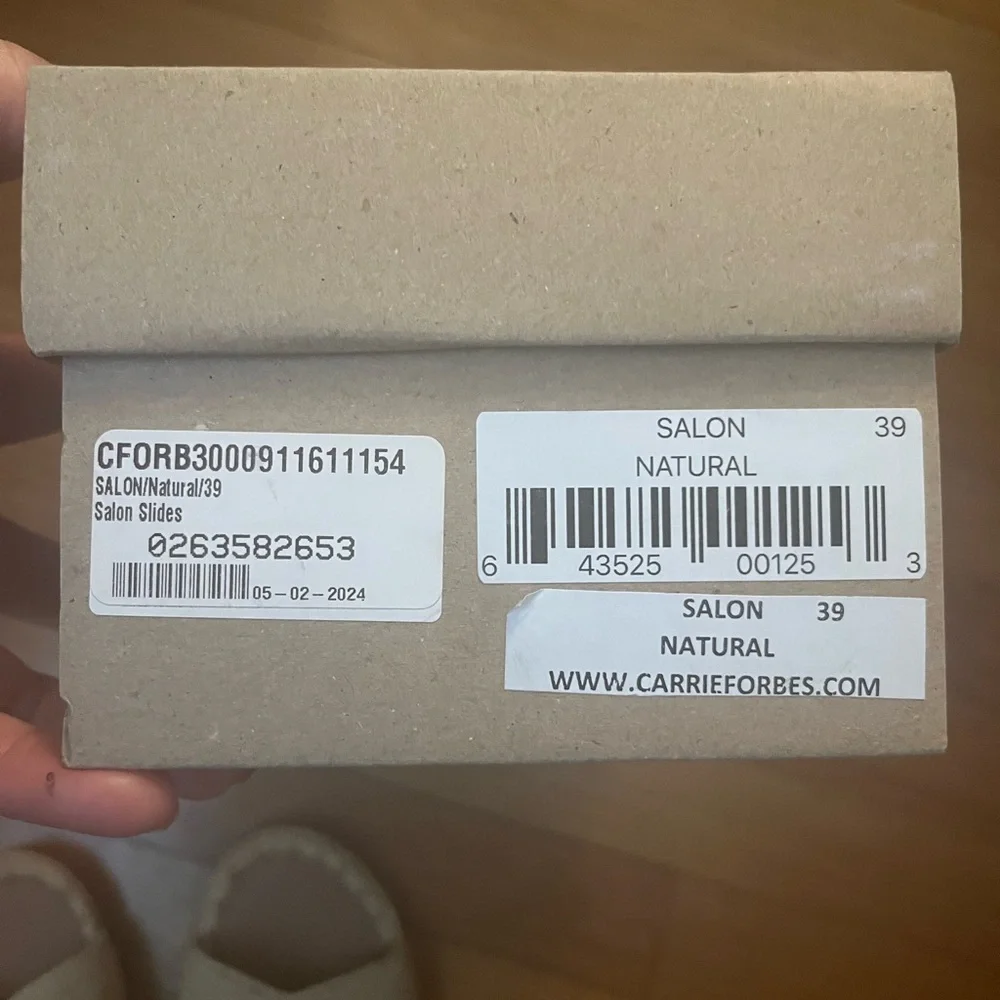 CFORB3000911611154
SALON/Natural/39
Salon Slides
0263582653
05-02-2024
SALON 39
NATURAL
6 43525 00125 3
SALON 39
NATURAL
WWW.CARRIEFORBES.COM